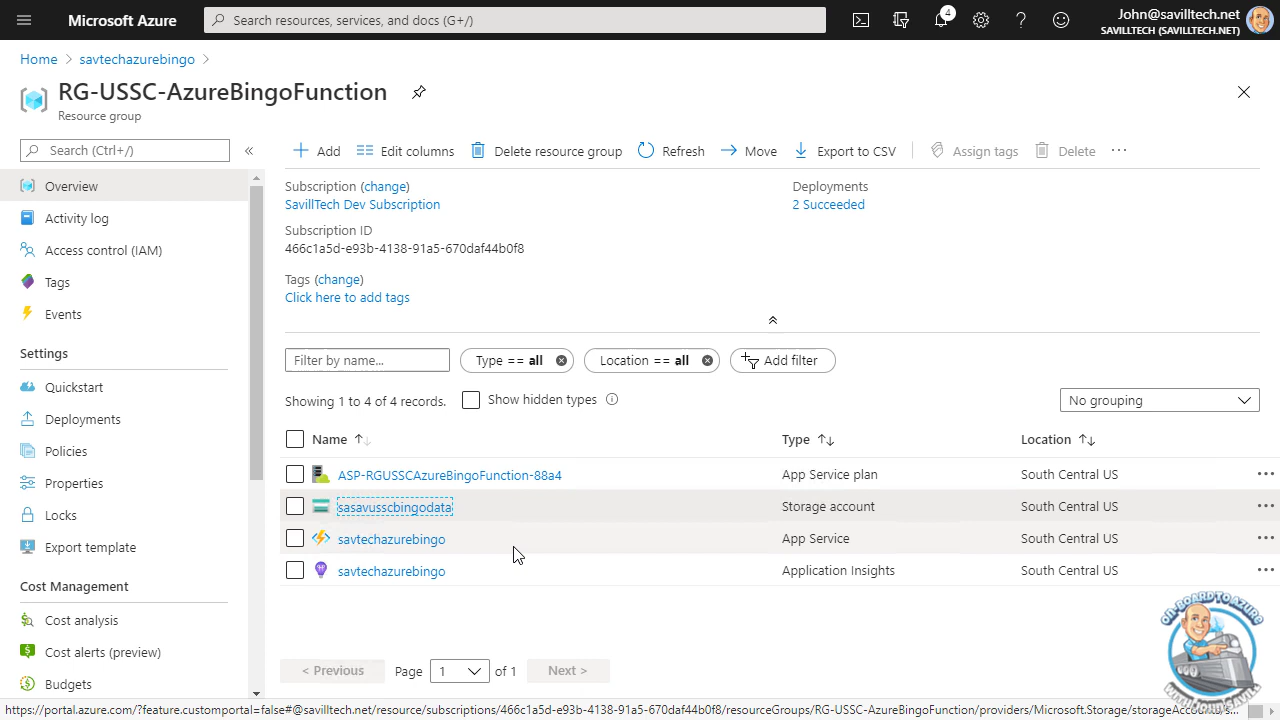 Microsoft Azure
Search resources, services, and docs (G+/)
4
John@savilltech.net
SAVILLTECH (SAVILLTECH.NET)
Home > savtechazurebingo >
RG-USSC-AzureBingoFunction
Resource group
Search (Ctrl+/)
«
Add
Edit columns
Delete resource group
Refresh
Move
Export to CSV
Assign tags
Delete
...
Overview
Activity log
Access control (IAM)
Tags
Events
Settings
Quickstart
Deployments
Policies
Properties
Locks
Export template
Cost Management
Cost analysis
Cost alerts (preview)
Budgets
Subscription (change)
SavillTech Dev Subscription
Subscription ID
466c1a5d-e93b-4138-91a5-670daf44b0f8
Tags (change)
Click here to add tags
Deployments
2 Succeeded
Filter by name...
Type == all
Location == all
Add filter
Showing 1 to 4 of 4 records.
Show hidden types
No grouping
Name Type Location
ASP-RGUSSCAzureBingoFunction-88a4 App Service plan South Central US ...
sasavusscbingodata Storage account South Central US ...
savtechazurebingo App Service South Central US ...
savtechazurebingo Application Insights South Central US ...
< Previous Page 1 of 1 Next >
ON-BOARD TO AZURE
WITH JOHN SAVILL